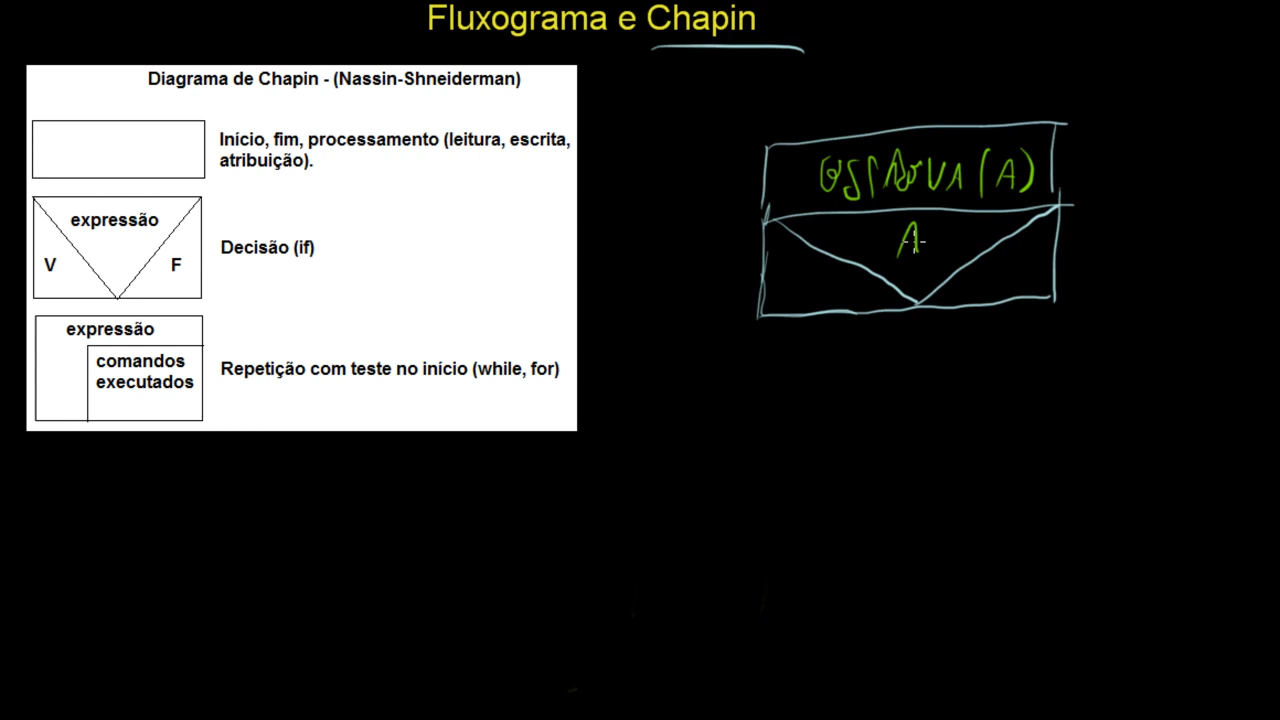 Fluxograma e Chapin
Diagrama de Chapin - (Nassin-Shneiderman)
Início, fim, processamento (leitura, escrita,
atribuição).
expressão
V
F
Decisão (if)
expressão
comandos
executados
Repetição com teste no início (while, for)
(A)
A